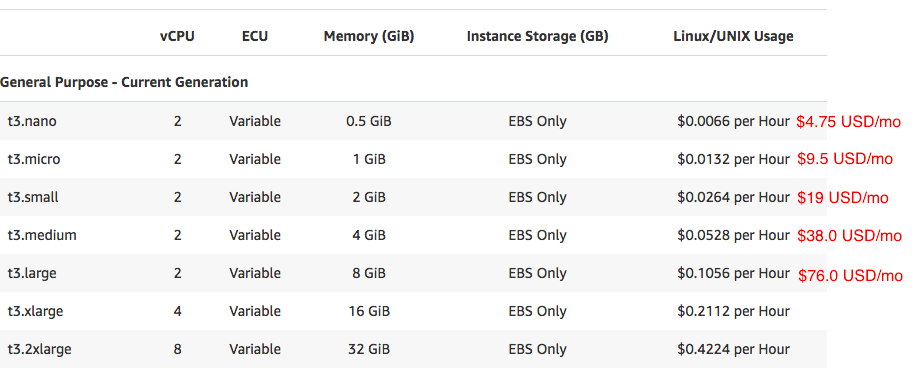 vCPU ECU Memory (GiB) Instance Storage (GB) Linux/UNIX Usage
General Purpose - Current Generation
t3.nano 2 Variable 0.5 GiB EBS Only $0.0066 per Hour $4.75 USD/mo
t3.micro 2 Variable 1 GiB EBS Only $0.0132 per Hour $9.5 USD/mo
t3.small 2 Variable 2 GiB EBS Only $0.0264 per Hour $19 USD/mo
t3.medium 2 Variable 4 GiB EBS Only $0.0528 per Hour $38.0 USD/mo
t3.large 2 Variable 8 GiB EBS Only $0.1056 per Hour $76.0 USD/mo
t3.xlarge 4 Variable 16 GiB EBS Only $0.2112 per Hour
t3.2xlarge 8 Variable 32 GiB EBS Only $0.4224 per Hour